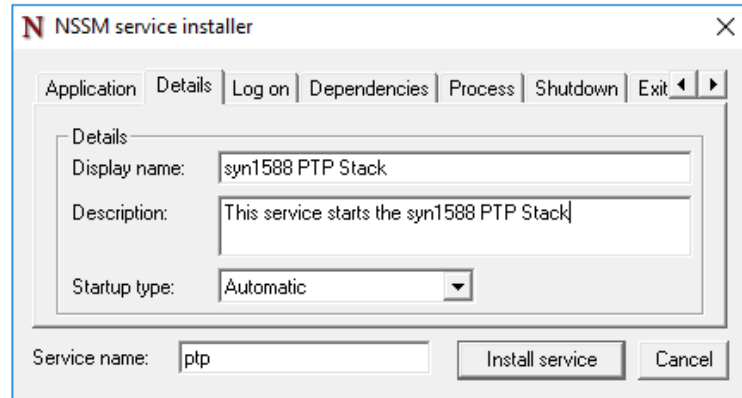 N NSSM service installer
Application Details Log on Dependencies Process Shutdown Exit
Details
Display name: syn1588 PTP Stack
Description: This service starts the syn1588 PTP Stack
Startup type: Automatic
Service name: ptp Install service Cancel